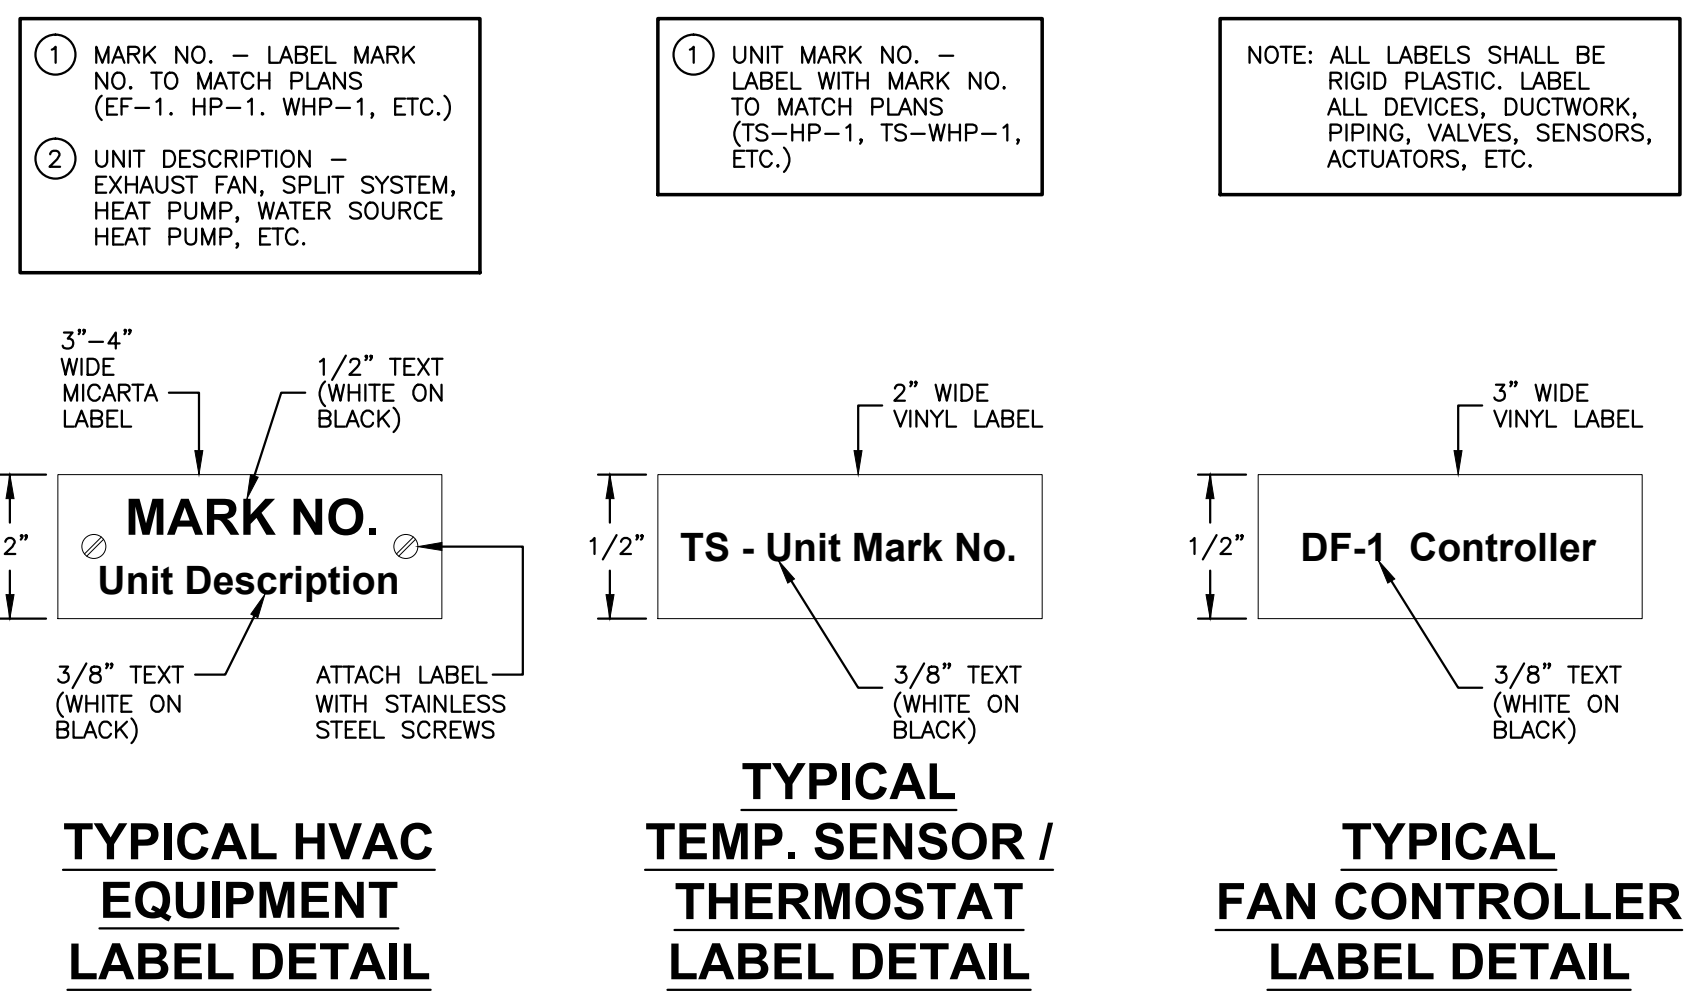 1 MARK NO. – LABEL MARK
NO. TO MATCH PLANS
(EF–1. HP–1. WHP–1, ETC.)
2 UNIT DESCRIPTION –
EXHAUST FAN, SPLIT SYSTEM,
HEAT PUMP, WATER SOURCE
HEAT PUMP, ETC.
1 UNIT MARK NO. –
LABEL WITH MARK NO.
TO MATCH PLANS
(TS–HP–1, TS–WHP–1,
ETC.)
NOTE: ALL LABELS SHALL BE
RIGID PLASTIC. LABEL
ALL DEVICES, DUCTWORK,
PIPING, VALVES, SENSORS,
ACTUATORS, ETC.
3”–4”
WIDE
MICARTA
LABEL
1/2” TEXT
(WHITE ON
BLACK)
2”
MARK NO.
Unit Description
3/8” TEXT
(WHITE ON
BLACK)
ATTACH LABEL
WITH STAINLESS
STEEL SCREWS
TYPICAL HVAC
EQUIPMENT
LABEL DETAIL
2” WIDE
VINYL LABEL
1/2”
TS - Unit Mark No.
3/8” TEXT
(WHITE ON
BLACK)
TYPICAL
TEMP. SENSOR /
THERMOSTAT
LABEL DETAIL
3” WIDE
VINYL LABEL
1/2”
DF-1 Controller
3/8” TEXT
(WHITE ON
BLACK)
TYPICAL
FAN CONTROLLER
LABEL DETAIL